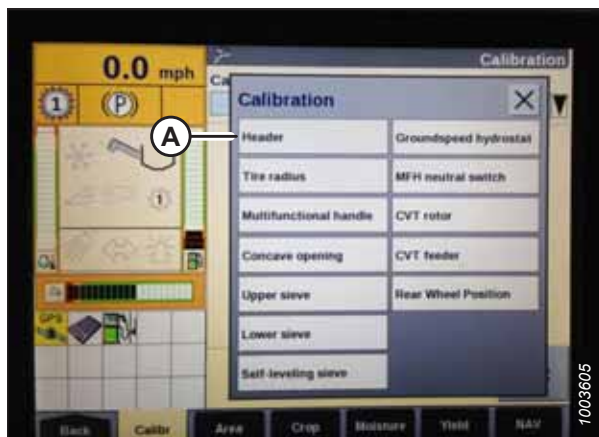 0.0 mph
Calibration
Ca
1
(P)
A
Calibration
Header
Groundspeed hydrostat
Tire radius
MFH neutral switch
1
Multifunctional handle
CVT rotor
Concave opening
CVT feeder
Upper sieve
Rear Wheel Position
Lower sieve
GPS
Self-leveling sieve
Back
Calibr
Area
Crop
Moisture
Yield
NAV
1003605